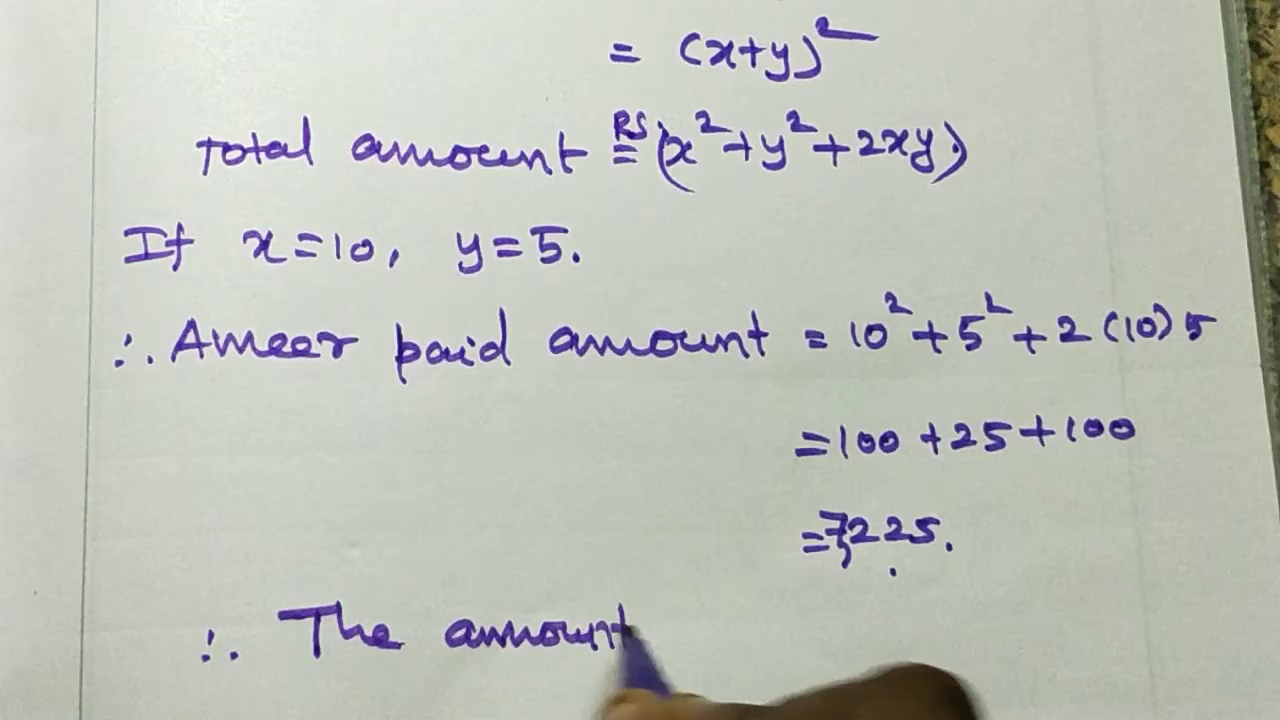 = (x+y)²
Total amount = Rs (x²+y²+2xy)
If x=10, y=5.
∴ Ameer paid amount = 10²+5²+2(10)5
=100+25+100
=₹225.
∴ The amount